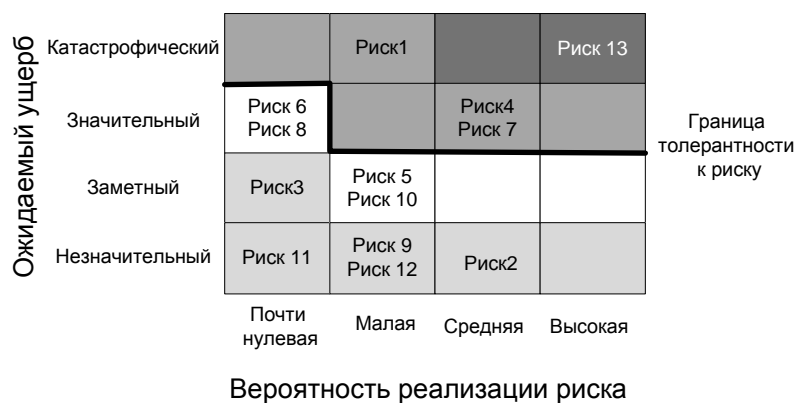 Ожидаемый ущерб
Катастрофический
Риск1
Риск 13
Значительный
Риск 6
Риск 8
Риск4
Риск 7
Граница
толерантности
к риску
Заметный
Риск3
Риск 5
Риск 10
Незначительный
Риск 11
Риск 9
Риск 12
Риск2
Почти
нулевая
Малая
Средняя
Высокая
Вероятность реализации риска